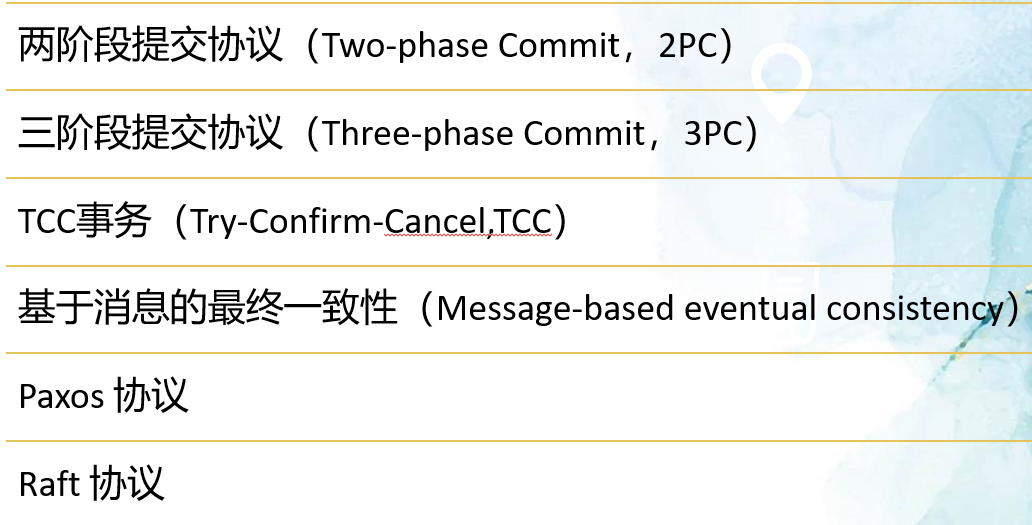 两阶段提交协议（Two-phase Commit，2PC）
三阶段提交协议（Three-phase Commit，3PC）
TCC事务（Try-Confirm-Cancel,TCC）
基于消息的最终一致性（Message-based eventual consistency）
Paxos 协议
Raft 协议